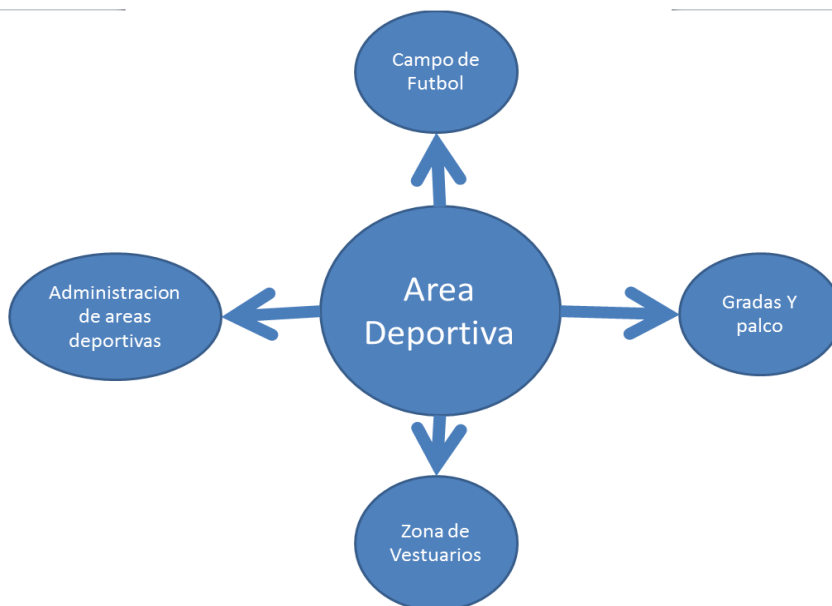 Campo de
Futbol
Administracion
de areas
deportivas
Area
Deportiva
Gradas Y
palco
Zona de
Vestuarios